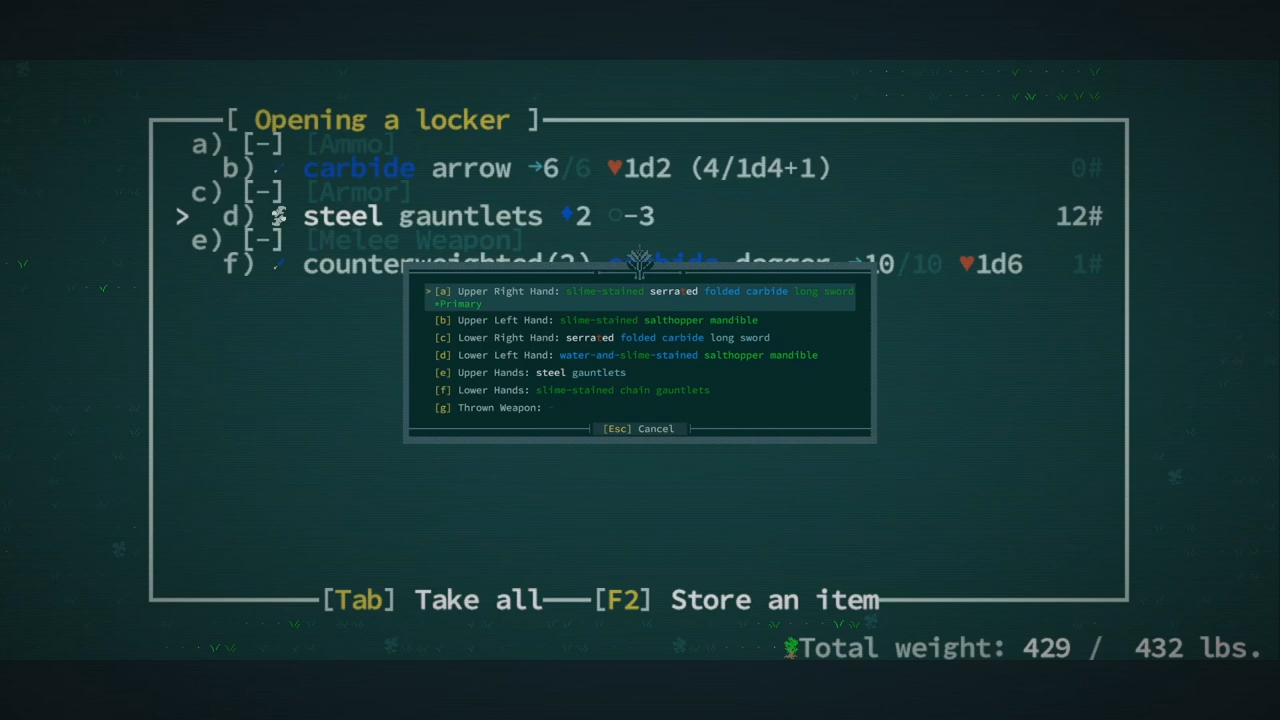 [ Opening a locker ]
a) [-] [Ammo]
b) carbide arrow →6/6 ♥1d2 (4/1d4+1) 0#
c) [-] [Armor]
> d) steel gauntlets ♦2 ○-3 12#
e) [-] [Melee Weapon]
f) counterweighted(2) carbide dagger →10/10 ♥1d6 1#
> [a] Upper Right Hand: slime-stained serrated folded carbide long sword
*Primary
[b] Upper Left Hand: slime-stained salthopper mandible
[c] Lower Right Hand: serrated folded carbide long sword
[d] Lower Left Hand: water-and-slime-stained salthopper mandible
[e] Upper Hands: steel gauntlets
[f] Lower Hands: slime-stained chain gauntlets
[g] Thrown Weapon: -
[Esc] Cancel
[Tab] Take all [F2] Store an item
Total weight: 429 / 432 lbs.